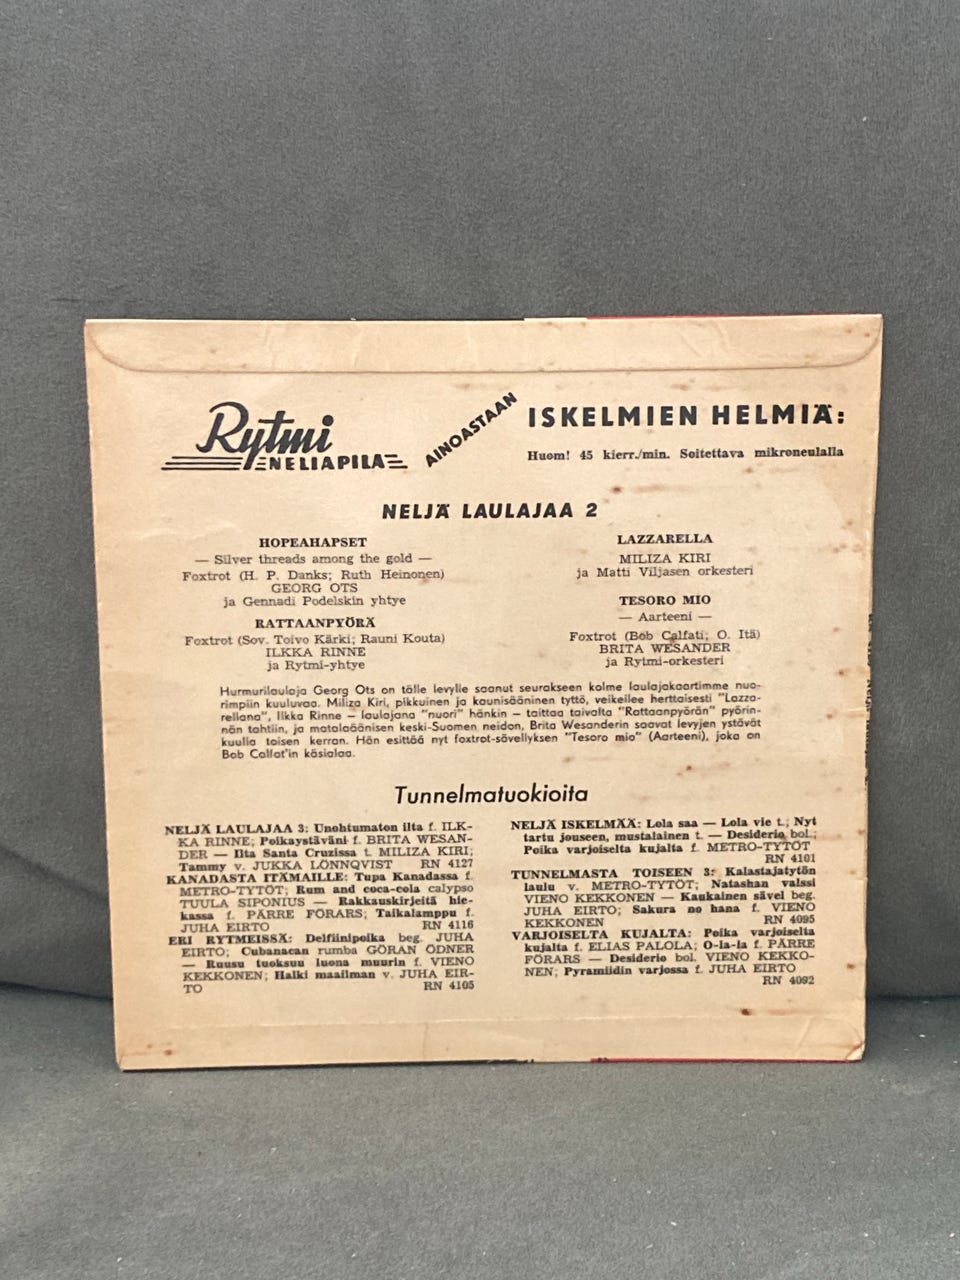 Rytmi
NELIAPILA
AINOASTAAN
ISKELMIEN HELMIÄ:
Huom! 45 kierr./min. Soitettava mikroneulalla
NELJÄ LAULAJAA 2
HOPEAHAPSET
— Silver threads among the gold —
Foxtrot (H. P. Danks; Ruth Heinonen)
GEORG OTS
ja Gennadi Podelskin yhtye
RATTAANPYÖRÄ
Foxtrot (Sov. Toivo Kärki; Rauni Kouta)
ILKKA RINNE
ja Rytmi-yhtye
LAZZARELLA
MILIZA KIRI
ja Matti Viljasen orkesteri
TESORO MIO
— Aarteeni —
Foxtrot (Bob Calfati; O. Itä)
BRITA WESANDER
ja Rytmi-orkesteri
Hurmurilaulaja Georg Ots on tälle levylle saanut seurakseen kolme laulajakaartimme nuo-
rimpiin kuuluvaa. Miliza Kiri, pikkuinen ja kaunisääninen tyttö, veikeilee herttaisesti "Lazza-
rellana", Ilkka Rinne — laulajana "nuori" hänkin — taittaa taivalta "Rattaanpyörän" pyörin-
nän tahtiin, ja matalaäänisen keski-Suomen neidon, Brita Wesanderin saavat levyjen ystävät
kuulla toisen kerran. Hän esittää nyt foxtrot-sävellyksen "Tesoro mio" (Aarteeni), joka on
Bob Callat'in käsialaa.
Tunnelmatuokioita
NELJÄ LAULAJAA 3: Unohtumaton ilta f. ILK-
KA RINNE; Poikaystäväni f. BRITA WESAN-
DER — Ilta Santa Cruzissa t. MILIZA KIRI;
Tammy v. JUKKA LÖNNQVIST RN 4127
KANADASTA ITÄMAILLE: Tupa Kanadassa f.
METRO-TYTÖT; Rum and coca-cola calypso
TUULA SIPONIUS — Rakkauskirjeitä hie-
kassa f. PÄRRE FÖRARS; Taikalamppu f.
JUHA EIRTO RN 4116
ERI RYTMEISSÄ: Delfiinipoika beg. JUHA
EIRTO; Cubanacan rumba GÖRAN ÖDNER
— Ruusu tuoksuu luona muurin f. VIENO
KEKKONEN; Halki maailman v. JUHA EIR-
TO RN 4105
NELJÄ ISKELMÄÄ: Lola saa — Lola vie t.; Nyt
tartu jouseen, mustalainen t. — Desiderio bol.;
Poika varjoiselta kujalta f. METRO-TYTÖT
RN 4101
TUNNELMASTA TOISEEN 3: Kalastajatytön
laulu v. METRO-TYTÖT; Natashan valssi
VIENO KEKKONEN — Kaukainen sävel beg.
JUHA EIRTO; Sakura no hana f. VIENO
KEKKONEN RN 4095
VARJOISELTA KUJALTA: Poika varjoiselta
kujalta f. ELIAS PALOLA; O-la-la f. PÄRRE
FÖRARS — Desiderio bol. VIENO KEKKO-
NEN; Pyramiidin varjossa f. JUHA EIRTO
RN 4092